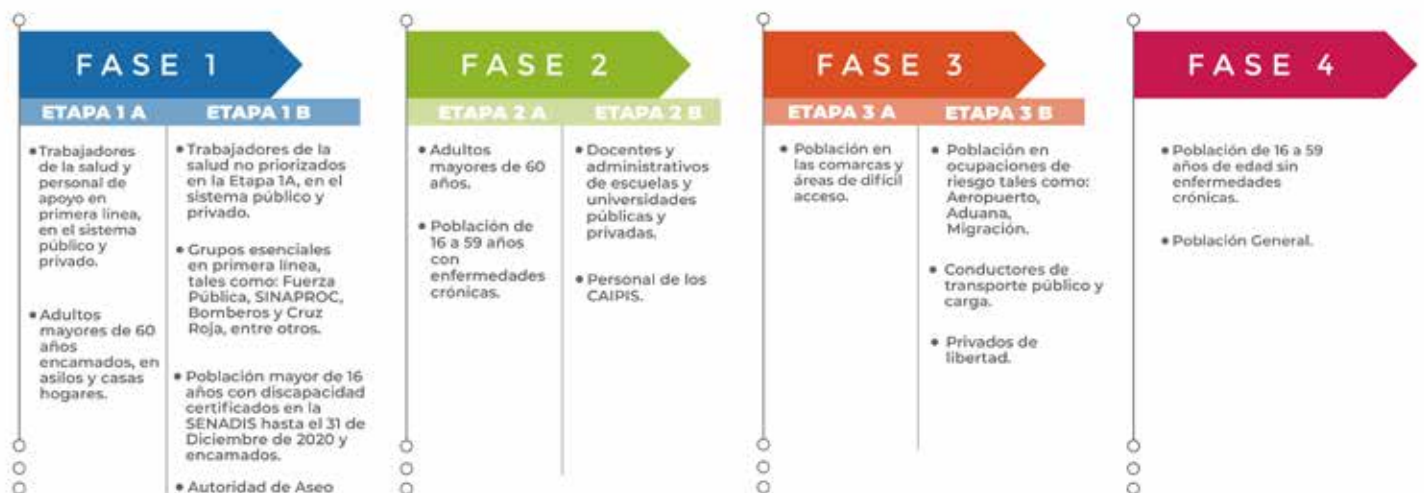 FASE 1
ETAPA 1 A
•Trabajadores
de la salud y
personal de
apoyo en
primera línea,
en el sistema
público y
privado.
•Adultos
mayores de 60
años
encamados, en
asilos y casas
hogares.
ETAPA 1 B
•Trabajadores de la
salud no priorizados
en la Etapa 1A, en el
sistema público y
privado.
•Grupos esenciales
en primera línea,
tales como: Fuerza
Pública, SINAPROC,
Bomberos y Cruz
Roja, entre otros.
•Población mayor de 16
años con discapacidad
certificados en la
SENADIS hasta el 31 de
Diciembre de 2020 y
encamados.
•Autoridad de Aseo
FASE 2
ETAPA 2 A
•Adultos
mayores de 60
años.
•Población de
16 a 59 años
con
enfermedades
crónicas.
ETAPA 2 B
•Docentes y
administrativos
de escuelas y
universidades
públicas y
privadas.
•Personal de los
CAIPIS.
FASE 3
ETAPA 3 A
•Población en
las comarcas y
áreas de difícil
acceso.
ETAPA 3 B
•Población en
ocupaciones de
riesgo tales como:
Aeropuerto,
Aduana,
Migración.
•Conductores de
transporte público y
carga.
•Privados de
libertad.
FASE 4
•Población de 16 a 59
años de edad sin
enfermedades
crónicas.
•Población General.